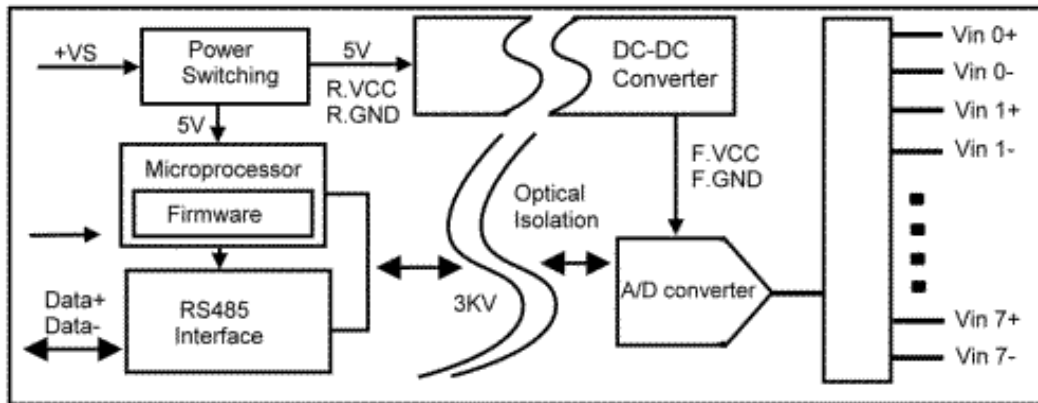 +VS
Power
Switching
5V
R.VCC
R.GND
DC-DC
Converter
Vin 0+
Vin 0-
Vin 1+
Vin 1-
5V
Microprocessor
Firmware
F.VCC
F.GND
Optical
Isolation
Data+
Data-
RS485
Interface
3KV
A/D converter
Vin 7+
Vin 7-